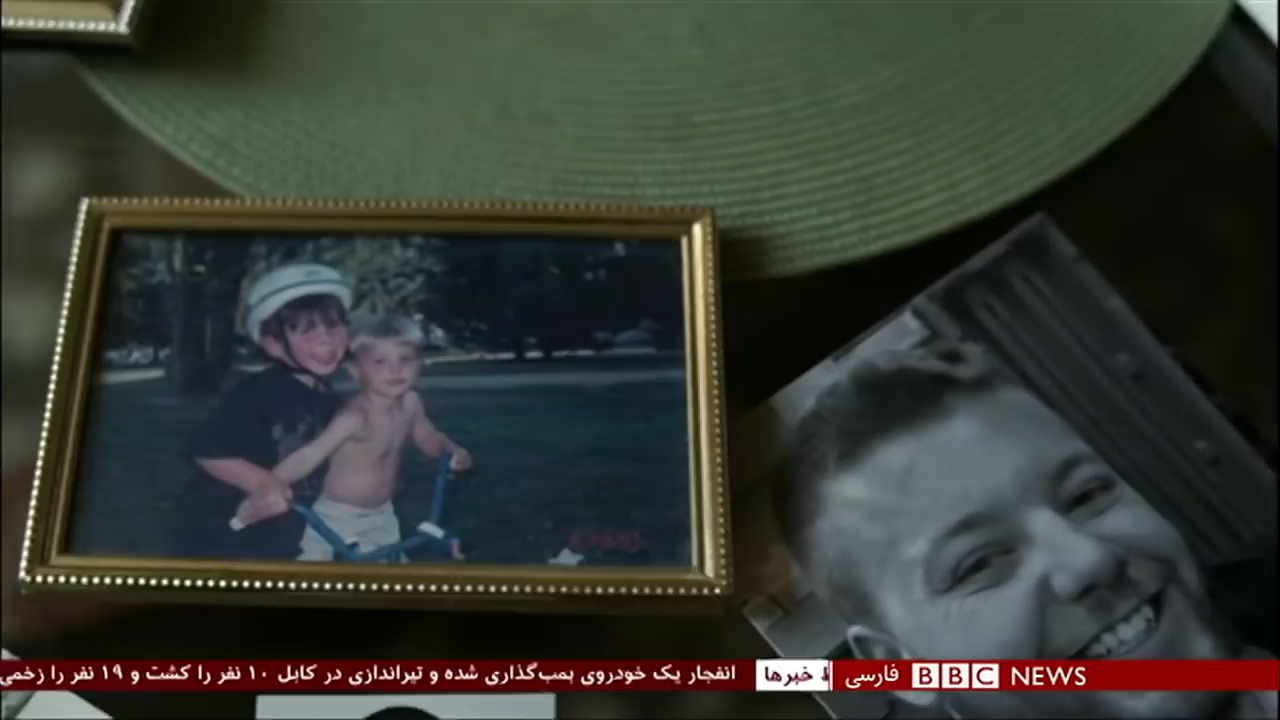 انفجار یک خودروی بمب‌گذاری شده و تیراندازی در کابل ۱۰ نفر را کشت و ۱۹ نفر را زخمی
خبرها
BBC NEWS فارسی